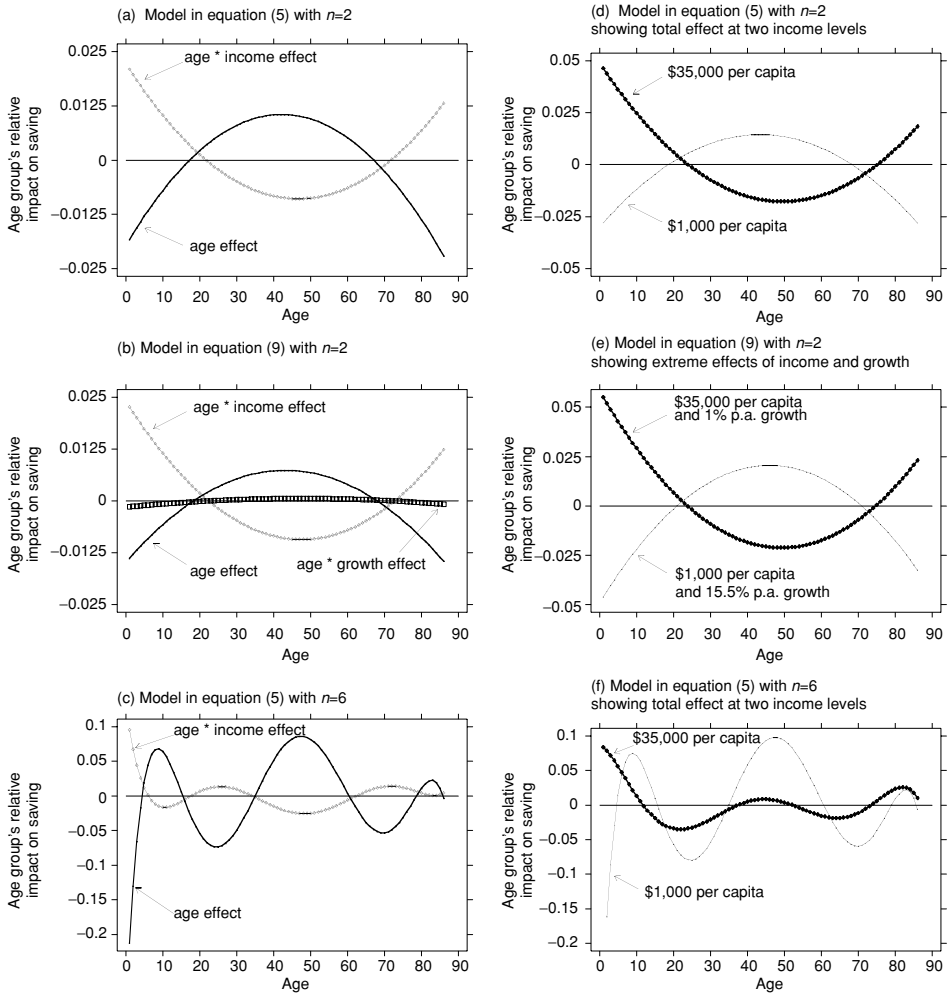 (a) Model in equation (5) with n=2
0.025
0.0125
0
−0.0125
−0.025
Age group's relative
impact on saving
age * income effect
age effect
0 10 20 30 40 50 60 70 80 90
Age
(d) Model in equation (5) with n=2
showing total effect at two income levels
0.05
0.025
0
−0.025
−0.05
Age group's relative
impact on saving
$35,000 per capita
$1,000 per capita
0 10 20 30 40 50 60 70 80 90
Age
(b) Model in equation (9) with n=2
0.025
0.0125
0
−0.0125
−0.025
Age group's relative
impact on saving
age * income effect
age effect
age * growth effect
0 10 20 30 40 50 60 70 80 90
Age
(e) Model in equation (9) with n=2
showing extreme effects of income and growth
0.05
0.025
0
−0.025
−0.05
Age group's relative
impact on saving
$35,000 per capita
and 1% p.a. growth
$1,000 per capita
and 15.5% p.a. growth
0 10 20 30 40 50 60 70 80 90
Age
(c) Model in equation (5) with n=6
0.1
0.05
0
−0.05
−0.1
−0.15
−0.2
Age group's relative
impact on saving
age * income effect
age effect
0 10 20 30 40 50 60 70 80 90
Age
(f) Model in equation (5) with n=6
showing total effect at two income levels
0.1
0.05
0
−0.05
−0.1
−0.15
−0.2
Age group's relative
impact on saving
$35,000 per capita
$1,000 per capita
0 10 20 30 40 50 60 70 80 90
Age